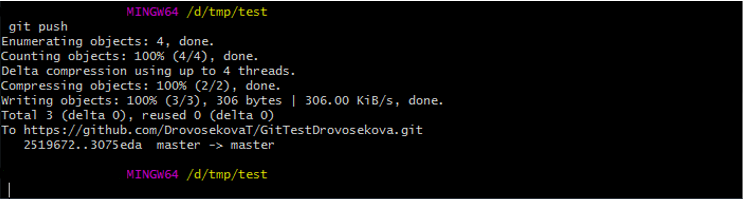 MINGW64 /d/tmp/test
git push
Enumerating objects: 4, done.
Counting objects: 100% (4/4), done.
Delta compression using up to 4 threads.
Compressing objects: 100% (2/2), done.
Writing objects: 100% (3/3), 306 bytes | 306.00 KiB/s, done.
Total 3 (delta 0), reused 0 (delta 0)
To https://github.com/DrovosekovaT/GitTestDrovosekova.git
2519672..3075eda  master -> master
MINGW64 /d/tmp/test